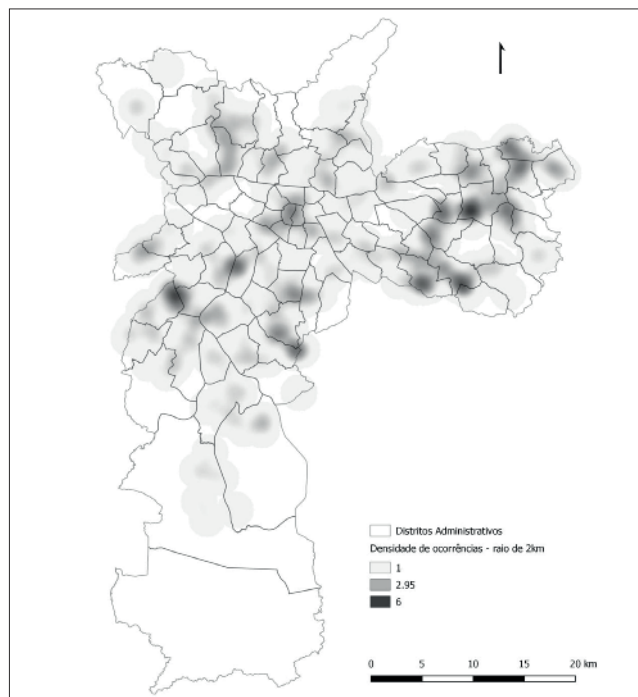 Distritos Administrativos
Densidade de ocorrências - raio de 2km
1
2.95
6
0 5 10 15 20 km